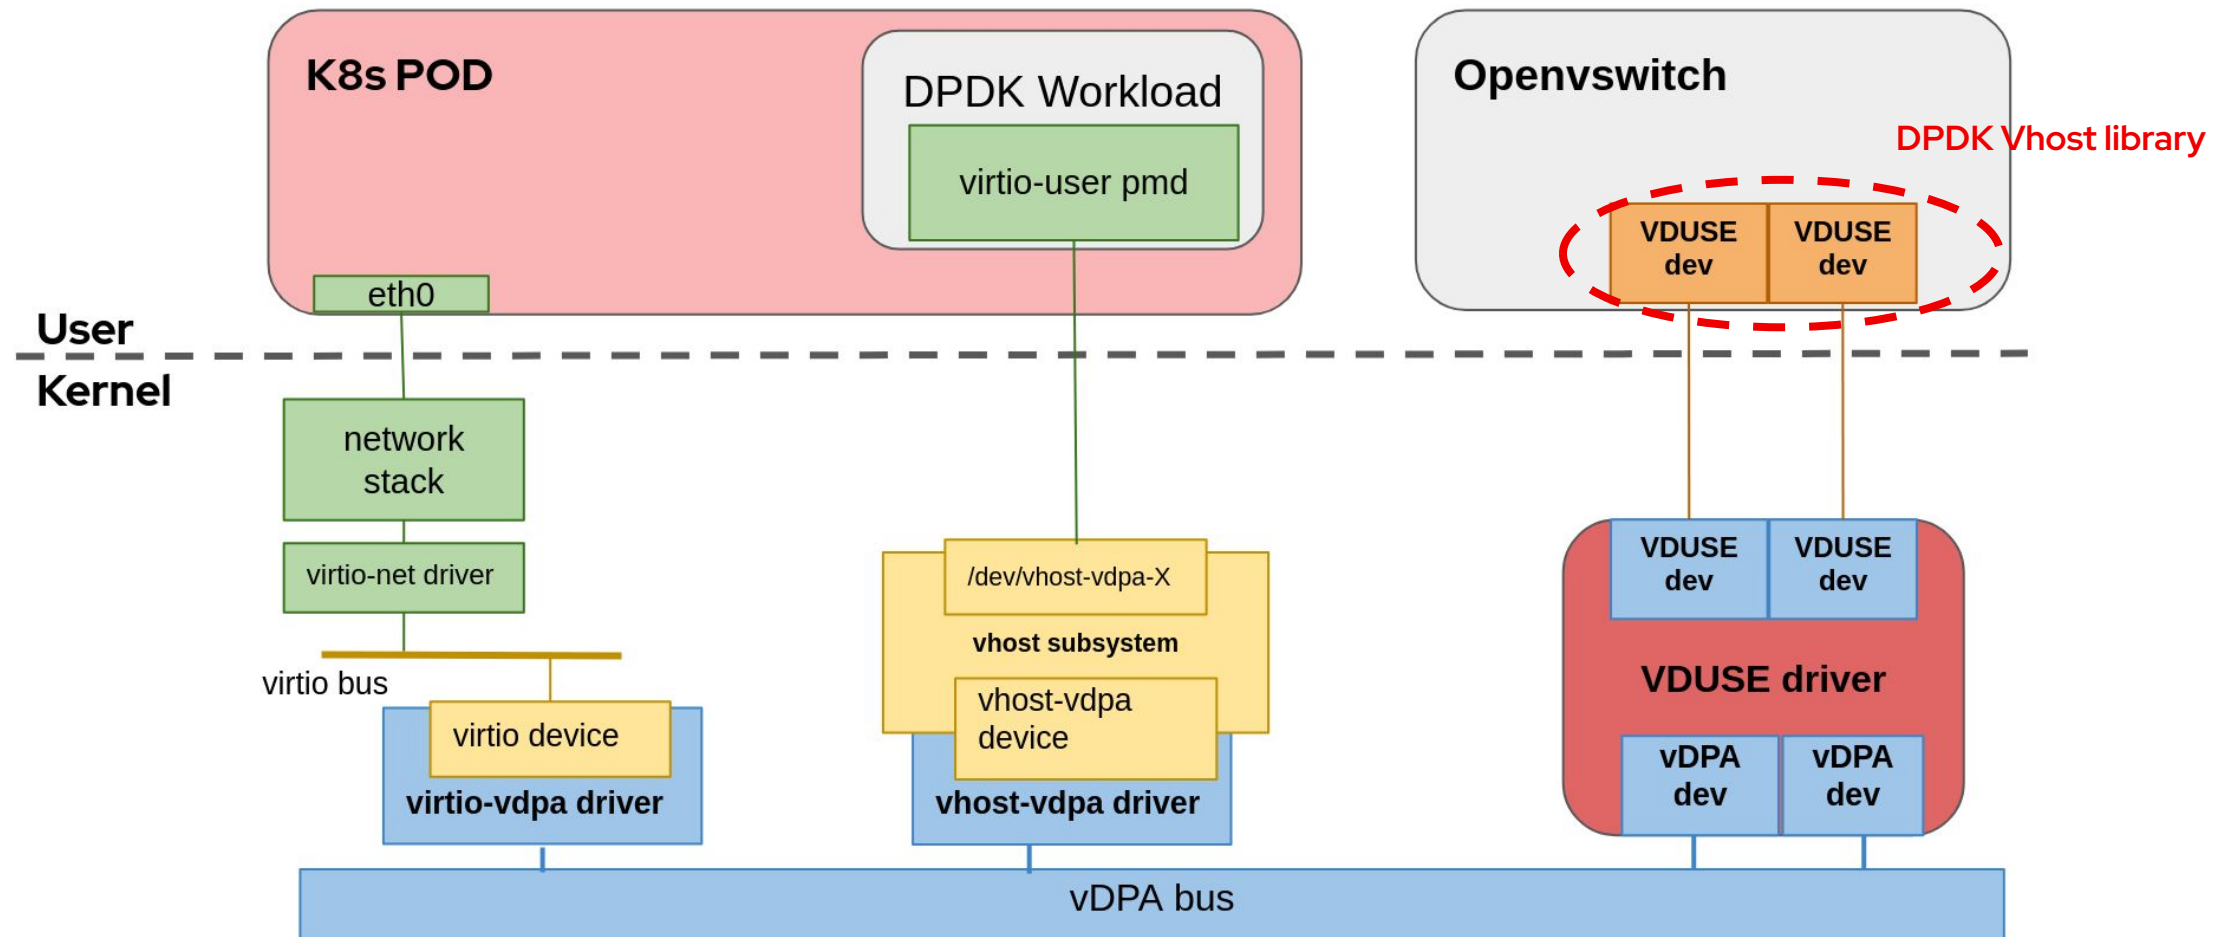 K8s POD
DPDK Workload
virtio-user pmd
eth0
Openvswitch
DPDK Vhost library
VDUSE
dev
VDUSE
dev
User
Kernel
network
stack
virtio-net driver
virtio bus
virtio device
virtio-vdpa driver
/dev/vhost-vdpa-X
vhost subsystem
vhost-vdpa
device
vhost-vdpa driver
VDUSE
dev
VDUSE
dev
VDUSE driver
vDPA
dev
vDPA
dev
vDPA bus